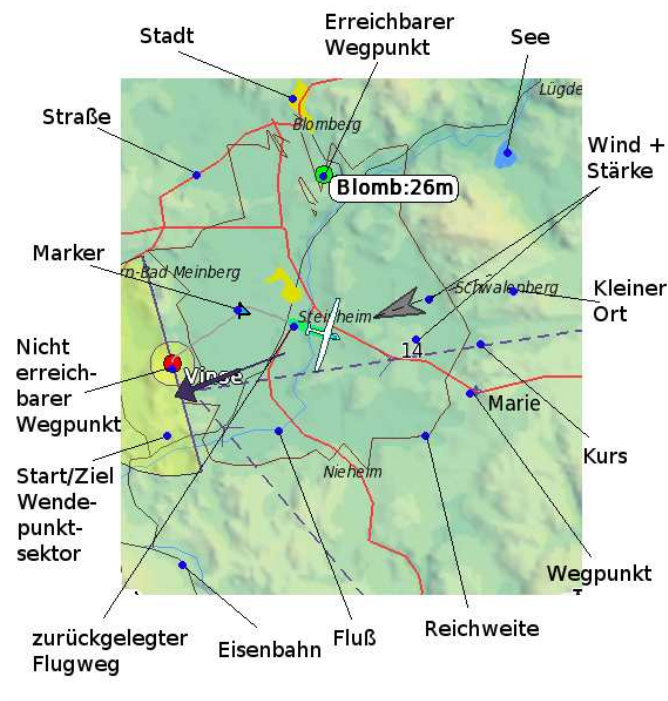 Erreichbarer
Wegpunkt
Stadt
See
Lügde
Straße
Blomberg
Wind +
Stärke
Blomb:26m
Marker
rn-Bad Meinberg
Schwalenberg
Kleiner
Ort
Steinheim
14
Nicht
erreich-
barer
Wegpunkt
Vinse
Marie
Kurs
Start/Ziel
Wende-
punkt-
sektor
Nieheim
Wegpunkt
zurückgelegter
Flugweg
Eisenbahn
Fluß
Reichweite